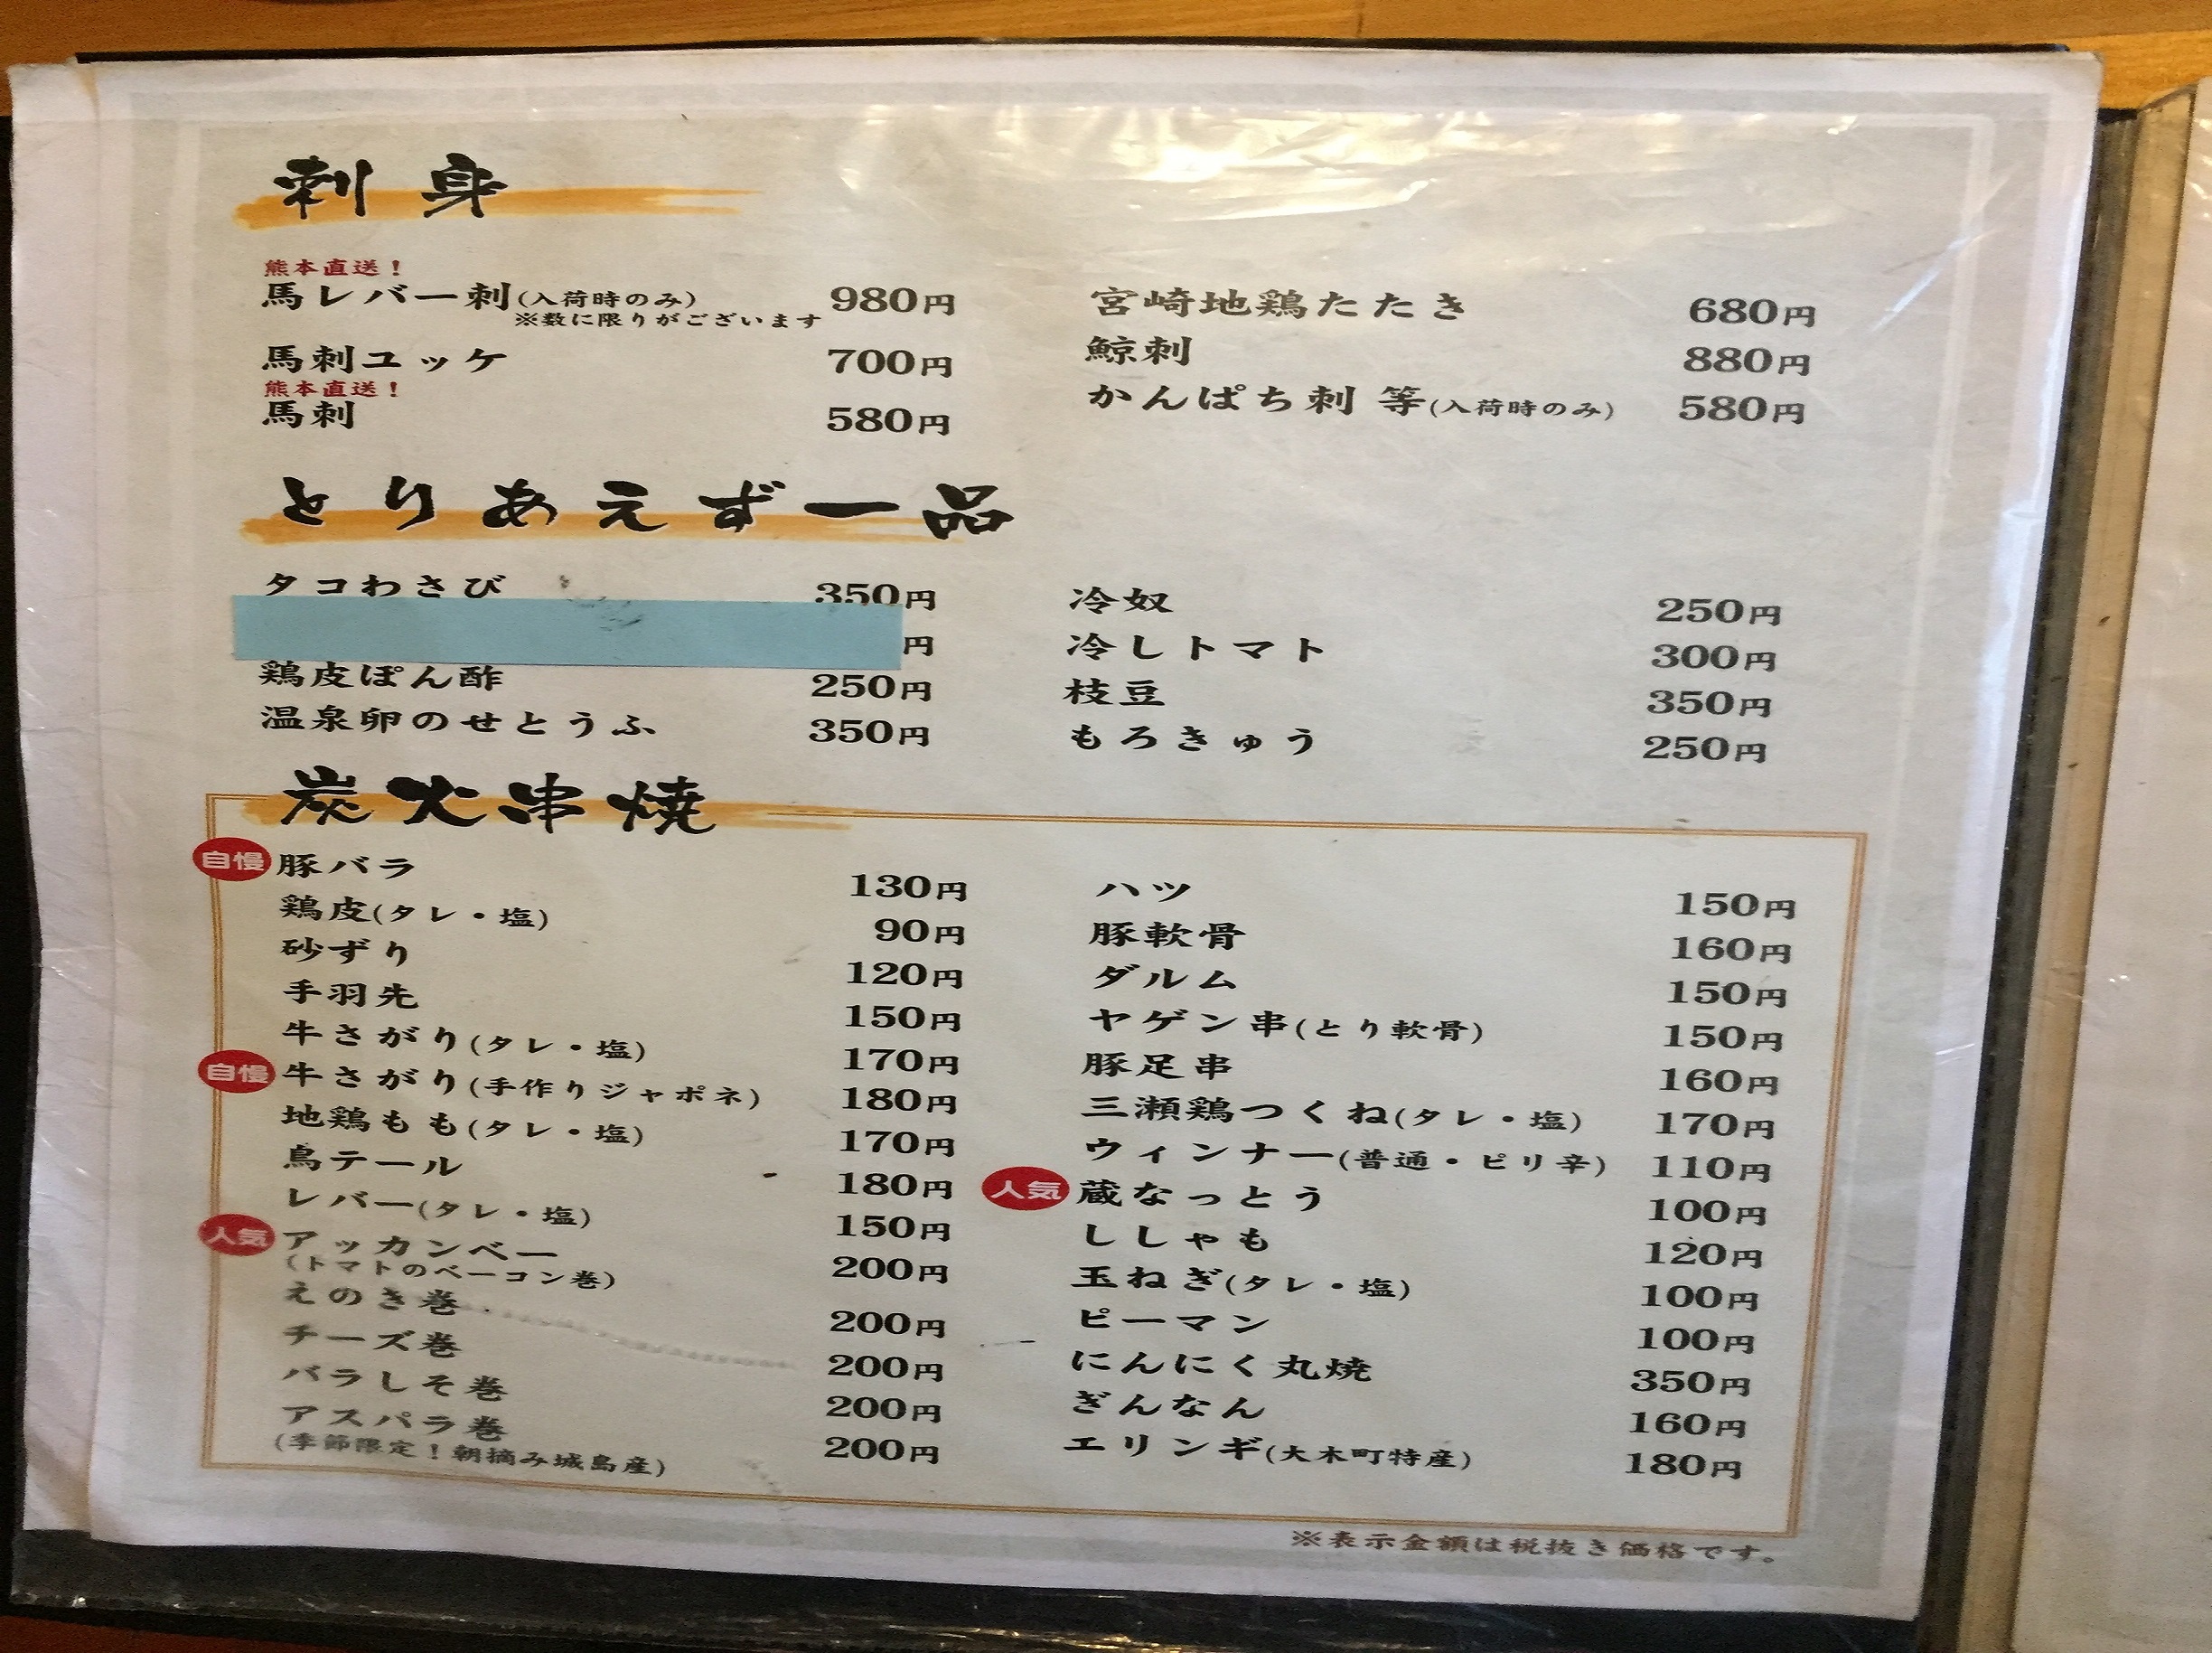 刺身
熊本直送！
馬レバー刺(入荷時のみ) 980円
※数に限りがございます
馬刺ユッケ 700円
熊本直送！
馬刺 580円
宮崎地鶏たたき 680円
鯨刺 880円
かんぱち刺 等(入荷時のみ) 580円
とりあえず一品
タコわさび 350円
円
鶏皮ぽん酢 250円
温泉卵のせとうふ 350円
冷奴 250円
冷しトマト 300円
枝豆 350円
もろきゅう 250円
炭火串焼
自慢 豚バラ 130円
鶏皮(タレ・塩) 90円
砂ずり 120円
手羽先 150円
牛さがり(タレ・塩) 170円
自慢 牛さがり(手作りジャポネ) 180円
地鶏もも(タレ・塩) 170円
鳥テール 180円
レバー(タレ・塩) 150円
人気 アッカンベー 200円
(トマトのベーコン巻)
えのき巻 200円
チーズ巻 200円
バラしそ巻 200円
アスパラ巻 200円
(季節限定！朝摘み城島産)
ハツ 150円
豚軟骨 160円
ダルム 150円
ヤゲン串(とり軟骨) 150円
豚足串 160円
三瀬鶏つくね(タレ・塩) 170円
ウィンナー(普通・ピリ辛) 110円
人気 蔵なっとう 100円
ししゃも 120円
玉ねぎ(タレ・塩) 100円
ピーマン 100円
にんにく丸焼 350円
ぎんなん 160円
エリンギ(大木町特産) 180円
※表示金額は税抜き価格です。